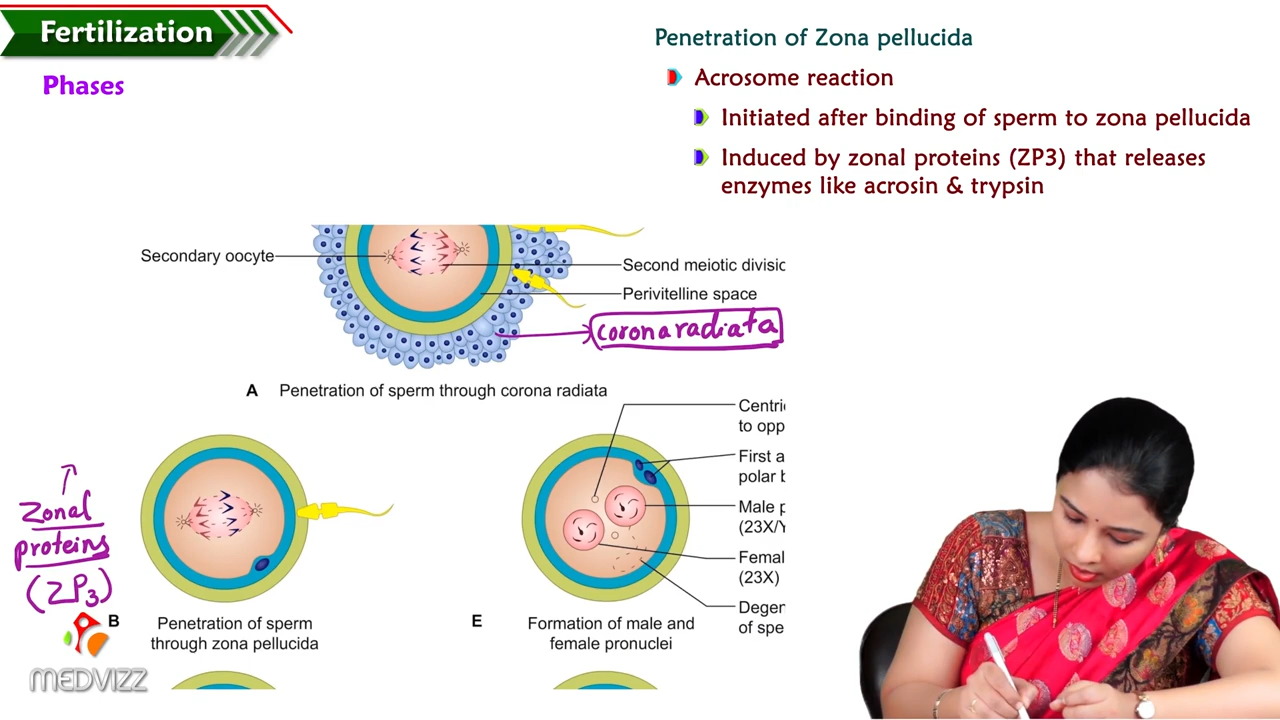 Fertilization
Phases
Penetration of Zona pellucida
Acrosome reaction
Initiated after binding of sperm to zona pellucida
Induced by zonal proteins (ZP3) that releases
enzymes like acrosin & trypsin
Secondary oocyte
Second meiotic divisic
Perivitelline space
corona radiata
A Penetration of sperm through corona radiata
Centri
to opp
First a
polar b
Male p
(23X/Y
Femal
(23X)
Degen
of spe
Zonal
proteins
(ZP3)
B Penetration of sperm
through zona pellucida
E Formation of male and
female pronuclei
MEDVIZZ